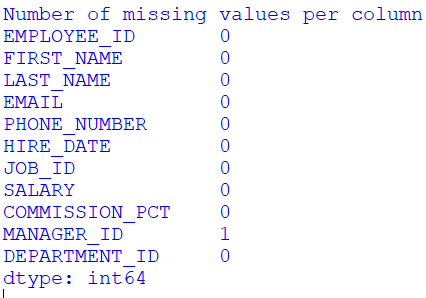 Number of missing values per column
EMPLOYEE_ID 0
FIRST_NAME 0
LAST_NAME 0
EMAIL 0
PHONE_NUMBER 0
HIRE_DATE 0
JOB_ID 0
SALARY 0
COMMISSION_PCT 0
MANAGER_ID 1
DEPARTMENT_ID 0
dtype: int64